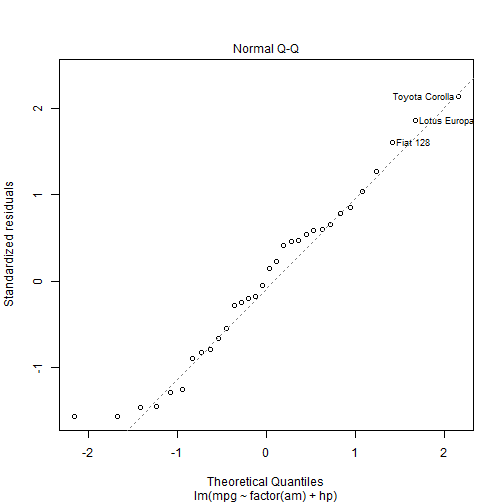 Normal Q-Q
Toyota Corolla
Lotus Europa
Fiat 128
Standardized residuals
2
1
0
-1
-2
-1
0
1
2
Theoretical Quantiles
lm(mpg ~ factor(am) + hp)